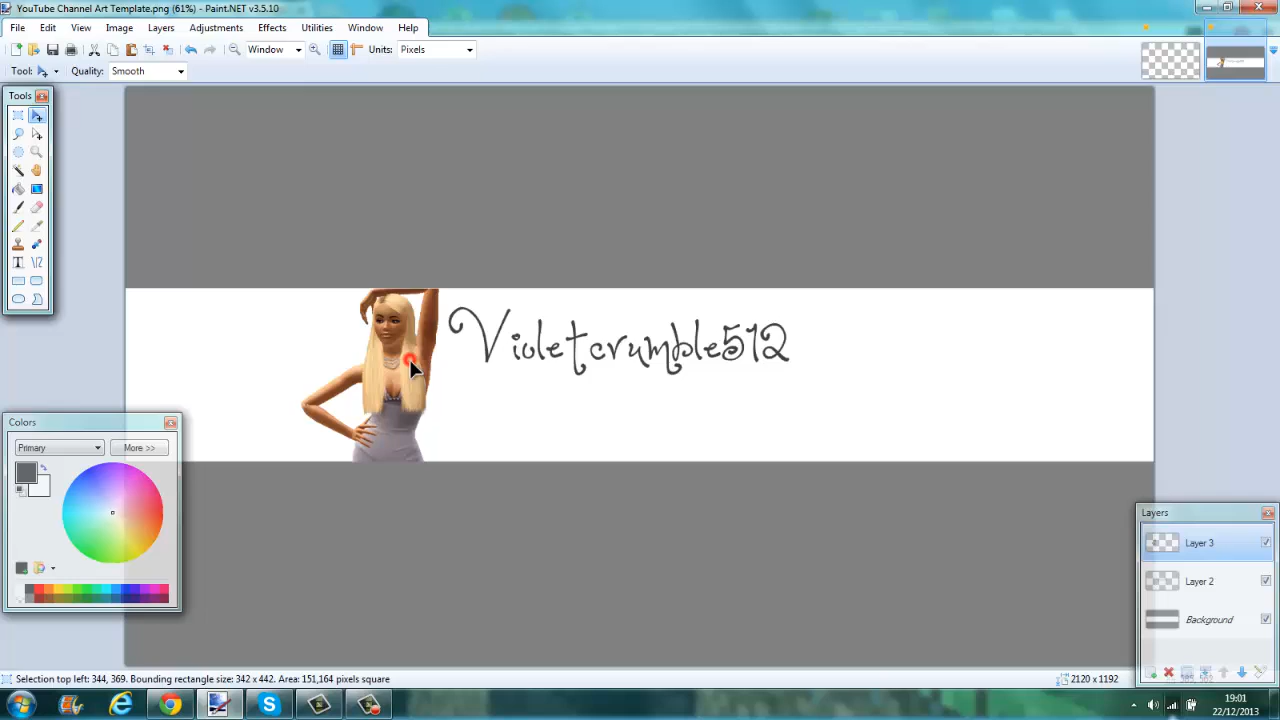 YouTube Channel Art Template.png (61%) - Paint.NET v3.5.10
File Edit View Image Layers Adjustments Effects Utilities Window Help
Window Units: Pixels
Tool: Quality: Smooth
Tools
Violetcrumble512
Colors
Primary More >>
Layers
Layer 3
Layer 2
Background
Selection top left: 344, 369. Bounding rectangle size: 342 x 442. Area: 151,164 pixels square
2120 x 1192
19:01
22/12/2013